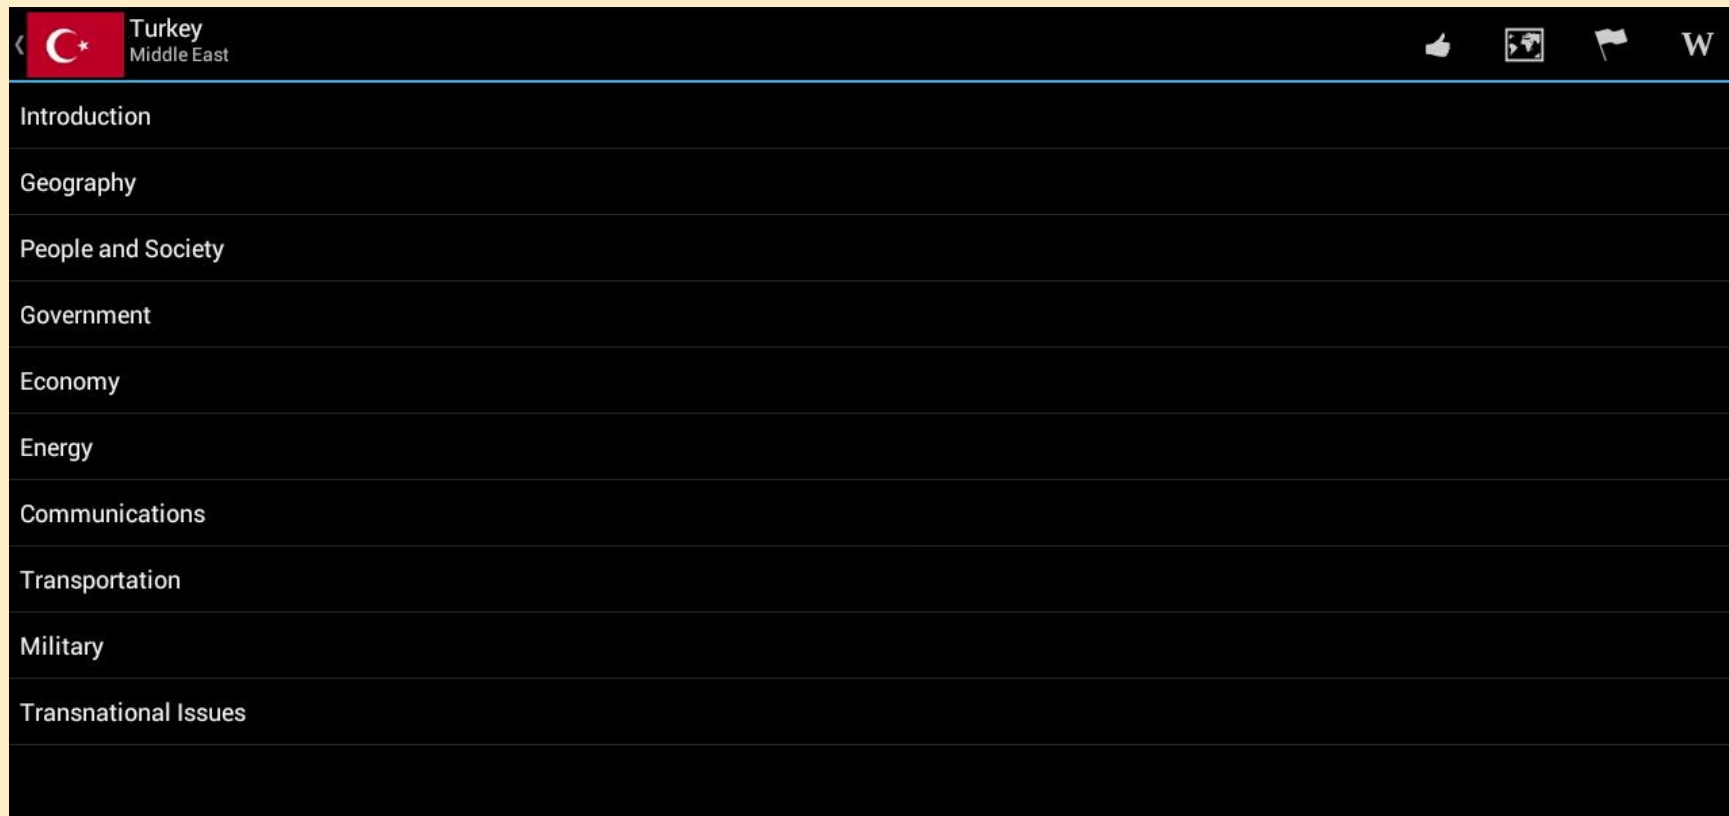 Turkey
Middle East
W
Introduction
Geography
People and Society
Government
Economy
Energy
Communications
Transportation
Military
Transnational Issues